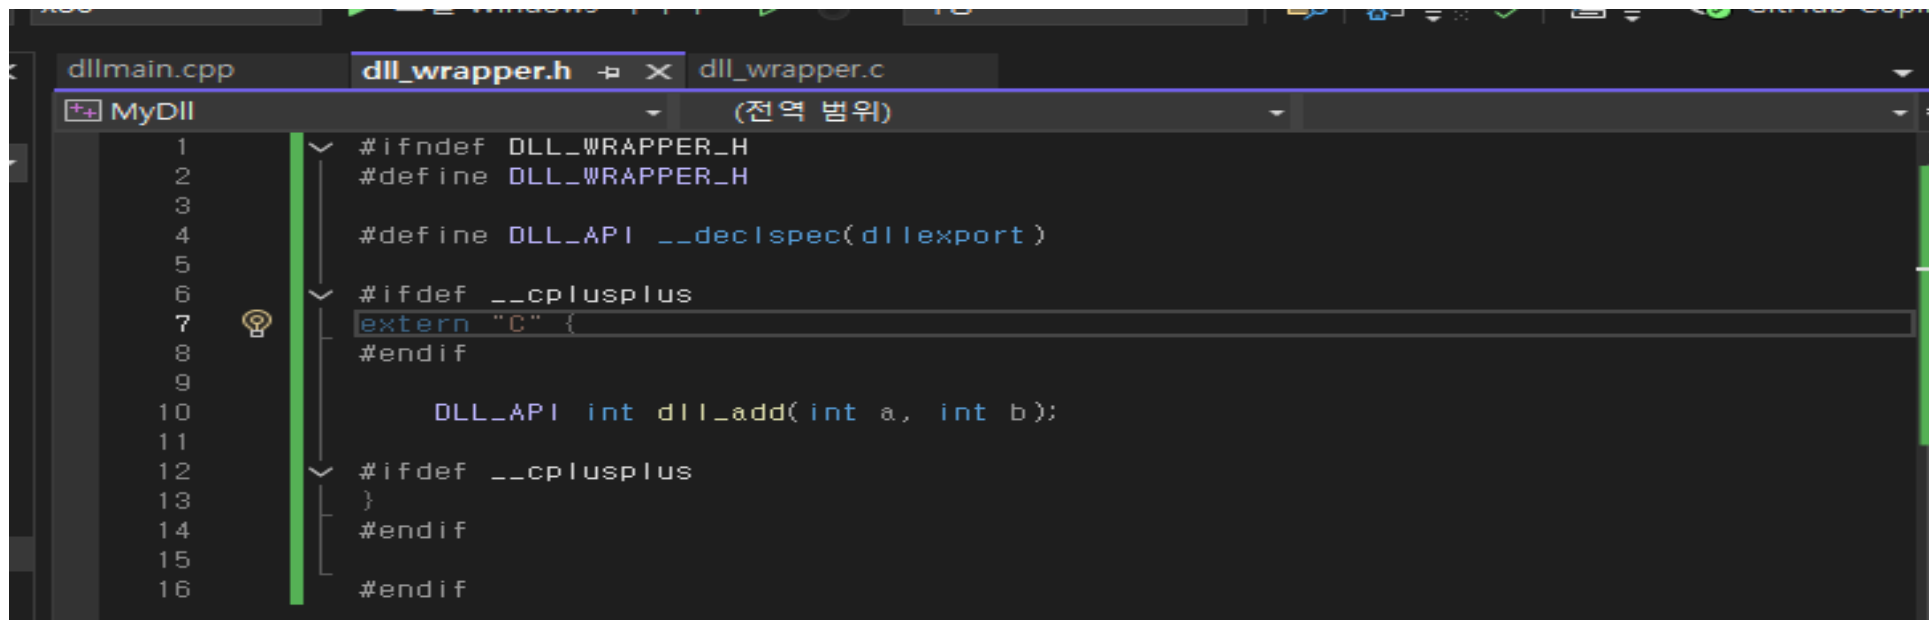 dllmain.cpp dll_wrapper.h dll_wrapper.c
MyDll (전역 범위)
1 #ifndef DLL_WRAPPER_H
2 #define DLL_WRAPPER_H
3
4 #define DLL_API __declspec(dllexport)
5
6 #ifdef __cplusplus
7 extern "C" {
8 #endif
9
10 DLL_API int dll_add(int a, int b);
11
12 #ifdef __cplusplus
13 }
14 #endif
15
16 #endif